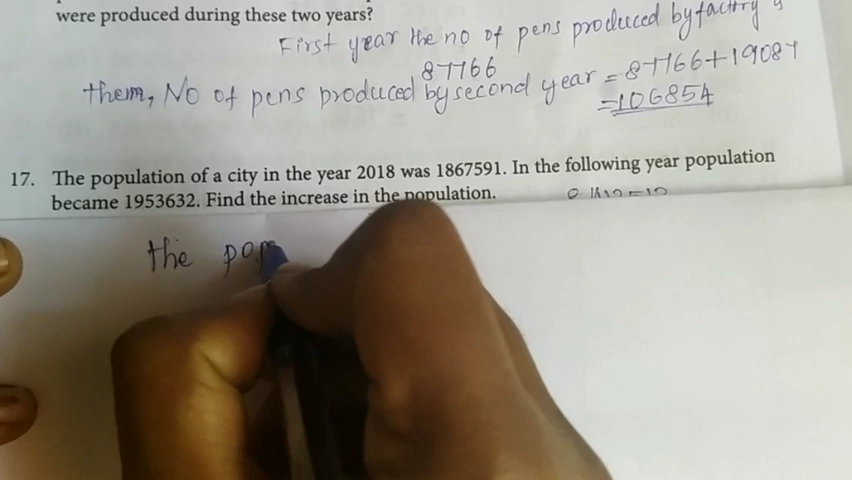 were produced during these two years?
First year the no of pens produced by factory is
87766
them, No of pens produced by second year = 87766+19087
=106854
17. The population of a city in the year 2018 was 1867591. In the following year population
became 1953632. Find the increase in the population.
the pop